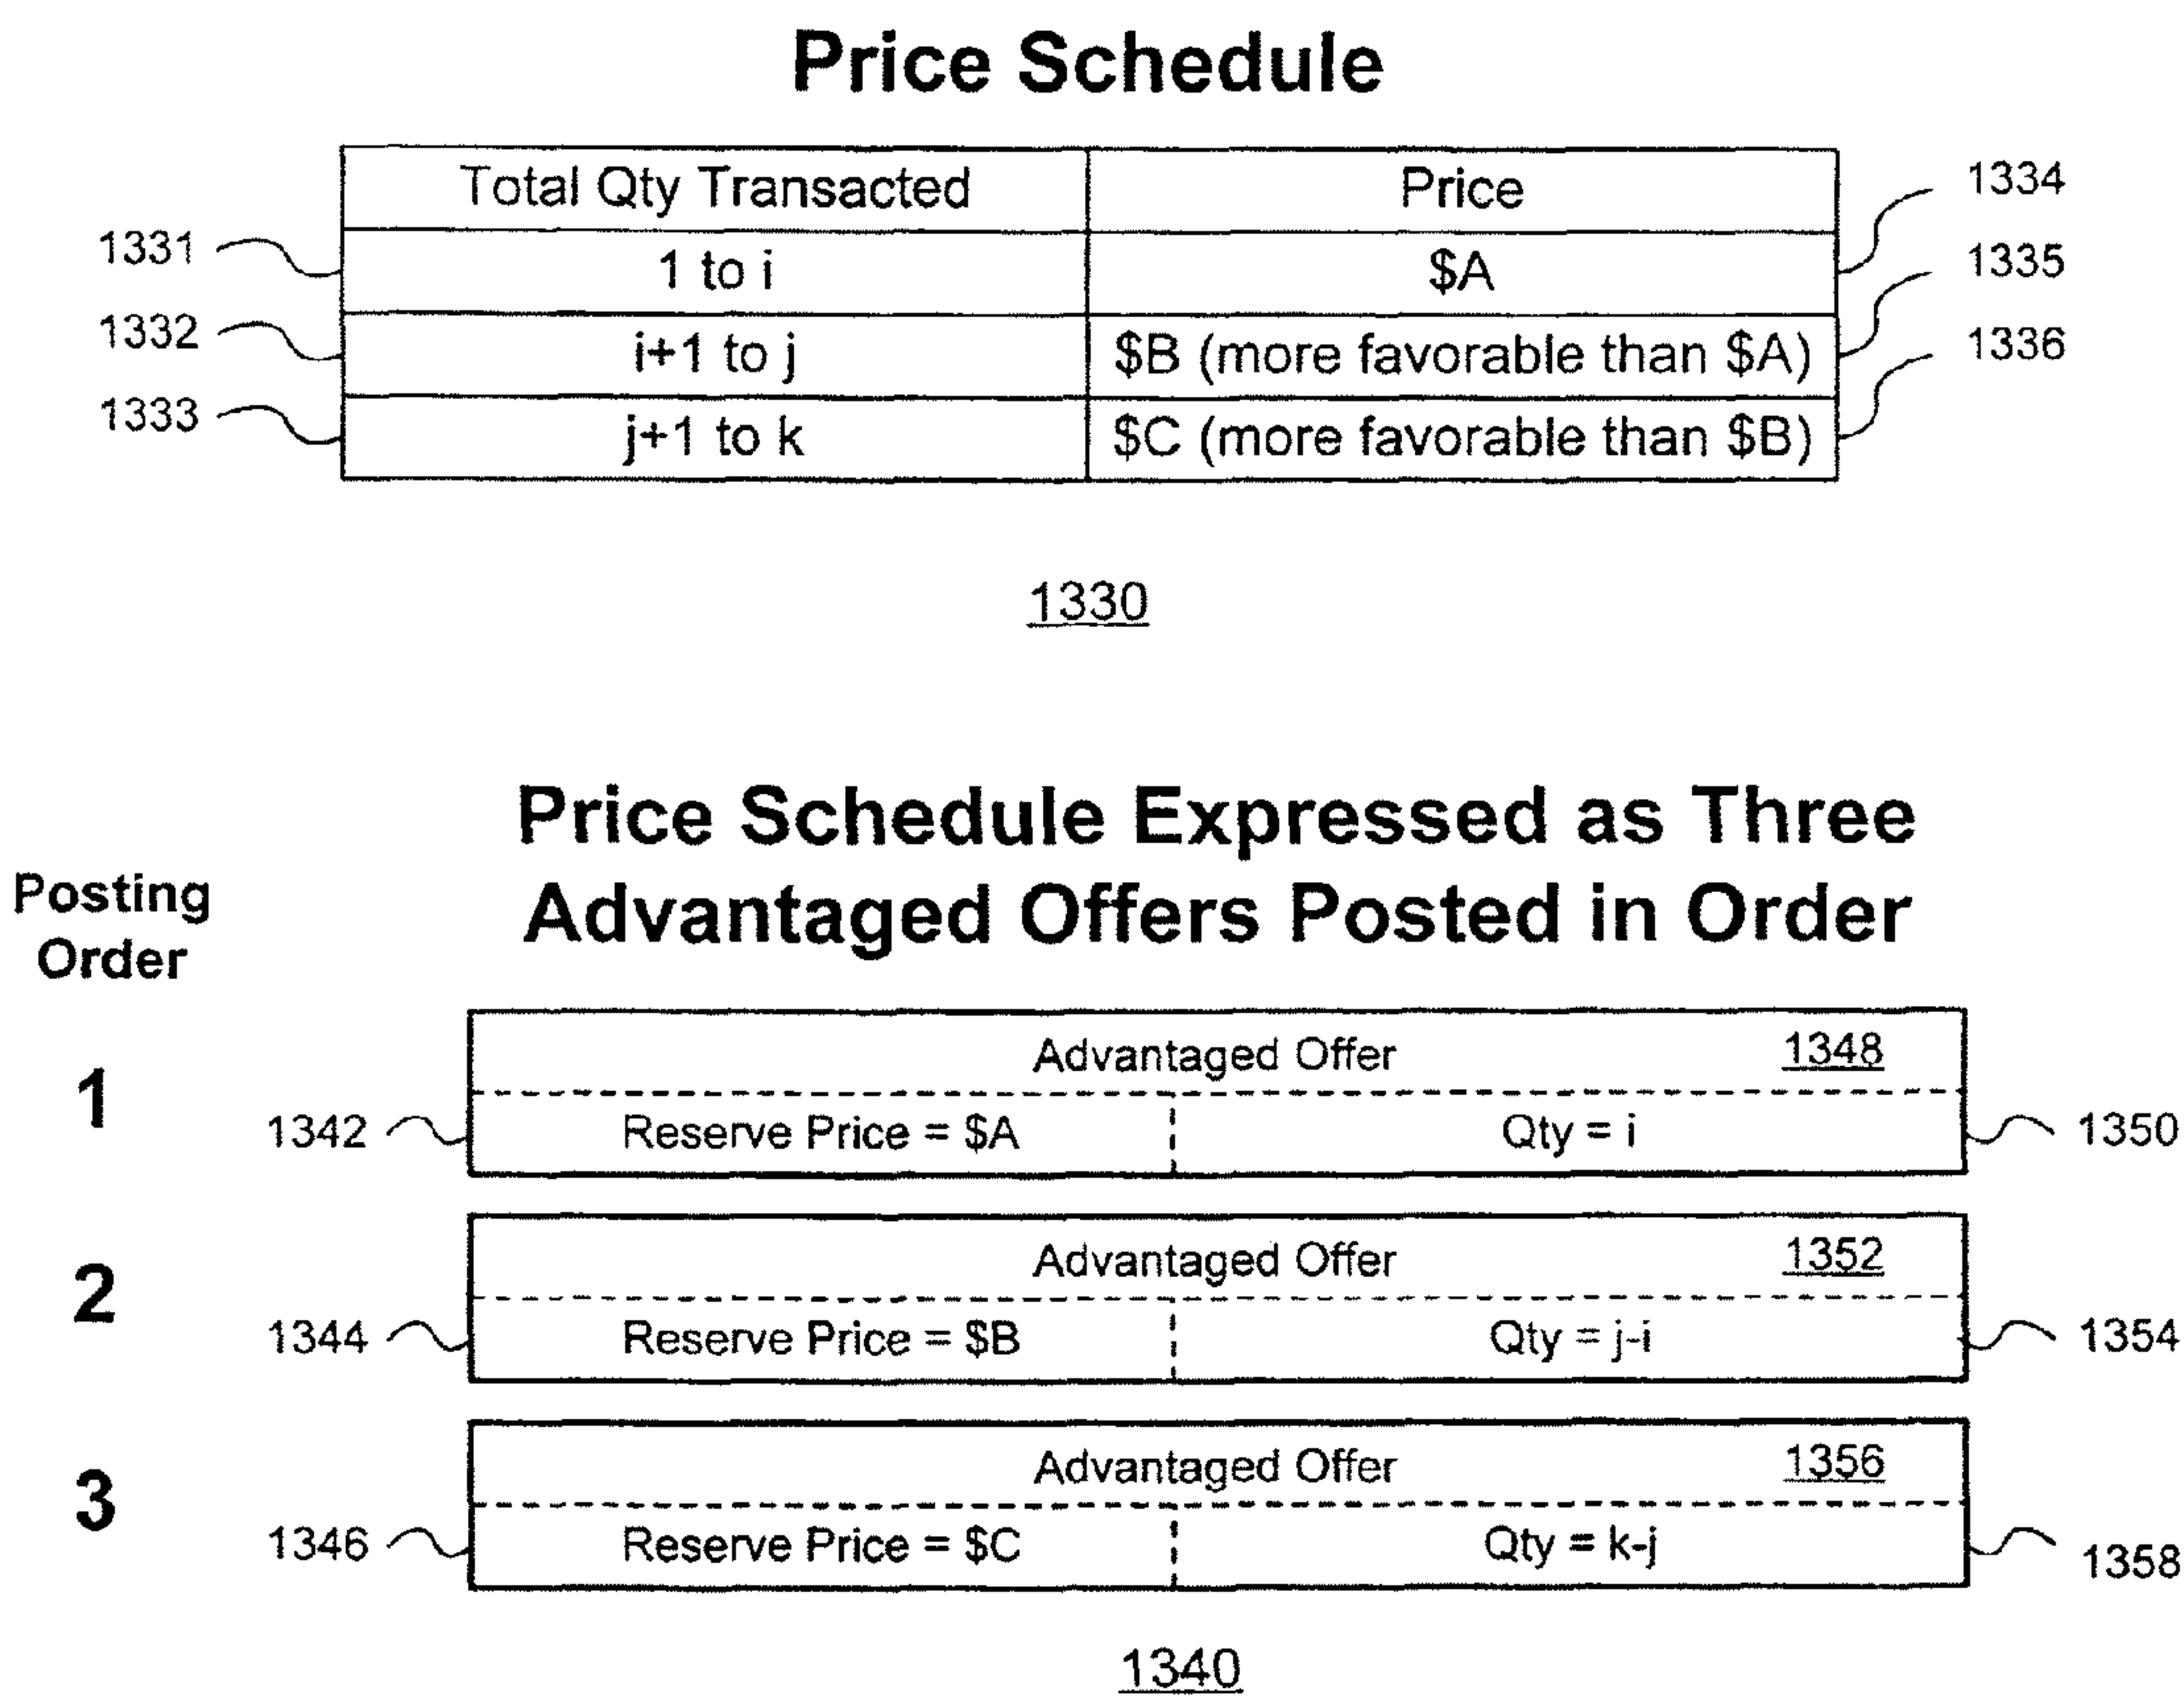 Price Schedule
Total Qty Transacted Price 1334
1331 1 to i $A 1335
1332 i+1 to j $B (more favorable than $A) 1336
1333 j+1 to k $C (more favorable than $B)
1330
Price Schedule Expressed as Three
Advantaged Offers Posted in Order
Posting
Order
Advantaged Offer 1348
1
1342 Reserve Price = $A Qty = i 1350
Advantaged Offer 1352
2
1344 Reserve Price = $B Qty = j-i 1354
Advantaged Offer 1356
3
1346 Reserve Price = $C Qty = k-j 1358
1340